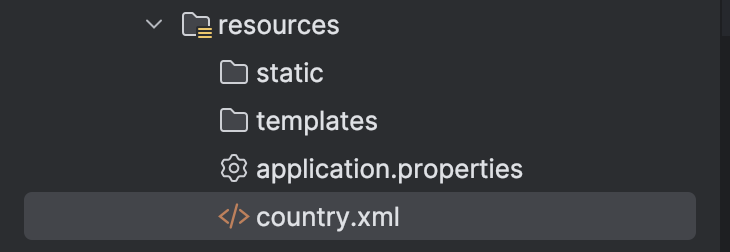 resources
static
templates
application.properties
country.xml